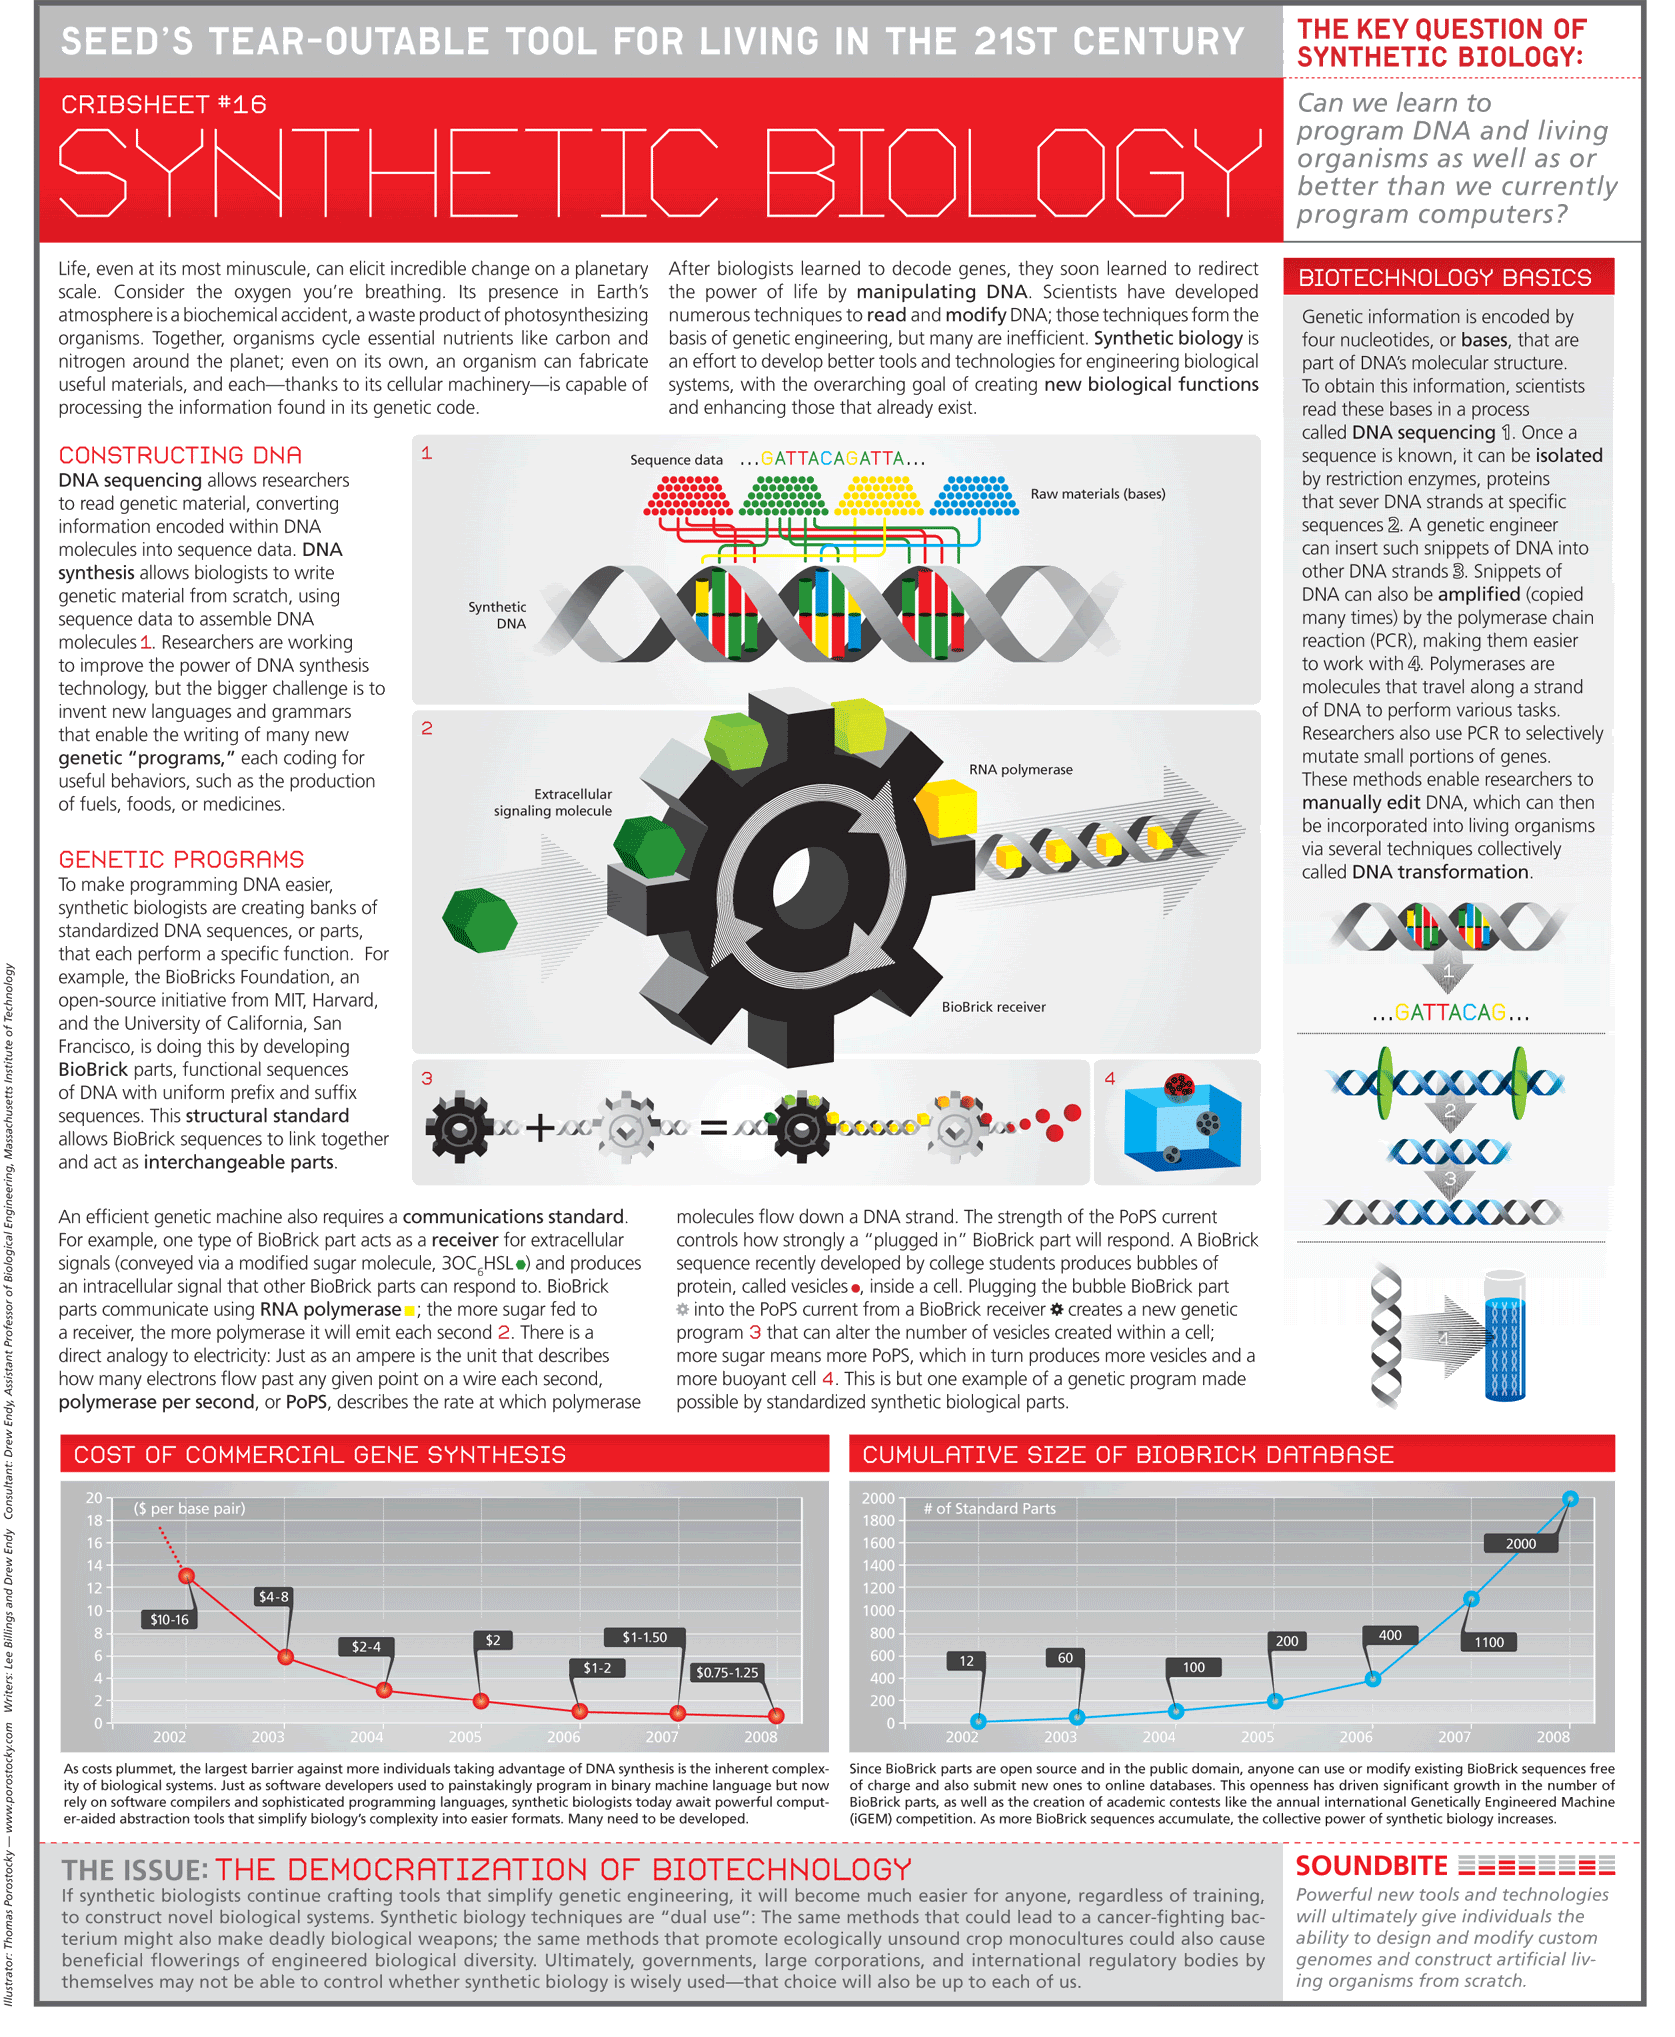 SEED'S TEAR-OUTABLE TOOL FOR LIVING IN THE 21ST CENTURY
CRIBSHEET #16
SYNTHETIC BIOLOGY
THE KEY QUESTION OF
SYNTHETIC BIOLOGY:
Can we learn to
program DNA and living
organisms as well as or
better than we currently
program computers?
Life, even at its most minuscule, can elicit incredible change on a planetary
scale. Consider the oxygen you're breathing. Its presence in Earth's
atmosphere is a biochemical accident, a waste product of photosynthesizing
organisms. Together, organisms cycle essential nutrients like carbon and
nitrogen around the planet; even on its own, an organism can fabricate
useful materials, and each—thanks to its cellular machinery—is capable of
processing the information found in its genetic code.
After biologists learned to decode genes, they soon learned to redirect
the power of life by manipulating DNA. Scientists have developed
numerous techniques to read and modify DNA; those techniques form the
basis of genetic engineering, but many are inefficient. Synthetic biology is
an effort to develop better tools and technologies for engineering biological
systems, with the overarching goal of creating new biological functions
and enhancing those that already exist.
CONSTRUCTING DNA
DNA sequencing allows researchers
to read genetic material, converting
information encoded within DNA
molecules into sequence data. DNA
synthesis allows biologists to write
genetic material from scratch, using
sequence data to assemble DNA
molecules 1. Researchers are working
to improve the power of DNA synthesis
technology, but the bigger challenge is to
invent new languages and grammars
that enable the writing of many new
genetic "programs," each coding for
useful behaviors, such as the production
of fuels, foods, or medicines.
GENETIC PROGRAMS
To make programming DNA easier,
synthetic biologists are creating banks of
standardized DNA sequences, or parts,
that each perform a specific function. For
example, the BioBricks Foundation, an
open-source initiative from MIT, Harvard,
and the University of California, San
Francisco, is doing this by developing
BioBrick parts, functional sequences
of DNA with uniform prefix and suffix
sequences. This structural standard
allows BioBrick sequences to link together
and act as interchangeable parts.
1
Sequence data ...GATTACAGATTA...
Raw materials (bases)
Synthetic
DNA
2
RNA polymerase
Extracellular
signaling molecule
BioBrick receiver
3
4
An efficient genetic machine also requires a communications standard.
For example, one type of BioBrick part acts as a receiver for extracellular
signals (conveyed via a modified sugar molecule, 3OC6HSL) and produces
an intracellular signal that other BioBrick parts can respond to. BioBrick
parts communicate using RNA polymerase; the more sugar fed to
a receiver, the more polymerase it will emit each second 2. There is a
direct analogy to electricity: Just as an ampere is the unit that describes
how many electrons flow past any given point on a wire each second,
polymerase per second, or PoPS, describes the rate at which polymerase
molecules flow down a DNA strand. The strength of the PoPS current
controls how strongly a "plugged in" BioBrick part will respond. A BioBrick
sequence recently developed by college students produces bubbles of
protein, called vesicles, inside a cell. Plugging the bubble BioBrick part
into the PoPS current from a BioBrick receiver creates a new genetic
program 3 that can alter the number of vesicles created within a cell;
more sugar means more PoPS, which in turn produces more vesicles and a
more buoyant cell 4. This is but one example of a genetic program made
possible by standardized synthetic biological parts.
BIOTECHNOLOGY BASICS
Genetic information is encoded by
four nucleotides, or bases, that are
part of DNA's molecular structure.
To obtain this information, scientists
read these bases in a process
called DNA sequencing 1. Once a
sequence is known, it can be isolated
by restriction enzymes, proteins
that sever DNA strands at specific
sequences 2. A genetic engineer
can insert such snippets of DNA into
other DNA strands 3. Snippets of
DNA can also be amplified (copied
many times) by the polymerase chain
reaction (PCR), making them easier
to work with 4. Polymerases are
molecules that travel along a strand
of DNA to perform various tasks.
Researchers also use PCR to selectively
mutate small portions of genes.
These methods enable researchers to
manually edit DNA, which can then
be incorporated into living organisms
via several techniques collectively
called DNA transformation.
1
...GATTACAG...
2
3
4
COST OF COMMERCIAL GENE SYNTHESIS
($ per base pair)
20
18
16
14
12
10
8
6
4
2
0
$10-16
$4-8
$2-4
$2
$1-2
$1-1.50
$0.75-1.25
2002 2003 2004 2005 2006 2007 2008
As costs plummet, the largest barrier against more individuals taking advantage of DNA synthesis is the inherent complex-
ity of biological systems. Just as software developers used to painstakingly program in binary machine language but now
rely on software compilers and sophisticated programming languages, synthetic biologists today await powerful comput-
er-aided abstraction tools that simplify biology's complexity into easier formats. Many need to be developed.
CUMULATIVE SIZE OF BIOBRICK DATABASE
# of Standard Parts
2000
1800
1600
1400
1200
1000
800
600
400
200
0
12
60
100
200
400
1100
2000
2002 2003 2004 2005 2006 2007 2008
Since BioBrick parts are open source and in the public domain, anyone can use or modify existing BioBrick sequences free
of charge and also submit new ones to online databases. This openness has driven significant growth in the number of
BioBrick parts, as well as the creation of academic contests like the annual international Genetically Engineered Machine
(iGEM) competition. As more BioBrick sequences accumulate, the collective power of synthetic biology increases.
THE ISSUE: THE DEMOCRATIZATION OF BIOTECHNOLOGY
If synthetic biologists continue crafting tools that simplify genetic engineering, it will become much easier for anyone, regardless of training,
to construct novel biological systems. Synthetic biology techniques are "dual use": The same methods that could lead to a cancer-fighting bac-
terium might also make deadly biological weapons; the same methods that promote ecologically unsound crop monocultures could also cause
beneficial flowerings of engineered biological diversity. Ultimately, governments, large corporations, and international regulatory bodies by
themselves may not be able to control whether synthetic biology is wisely used—that choice will also be up to each of us.
SOUNDBITE
Powerful new tools and technologies
will ultimately give individuals the
ability to design and modify custom
genomes and construct artificial liv-
ing organisms from scratch.
Illustrator: Thomas Porostocky — www.porostocky.com Writers: Lee Billings and Drew Endy Consultant: Drew Endy, Assistant Professor of Biological Engineering, Massachusetts Institute of Technology